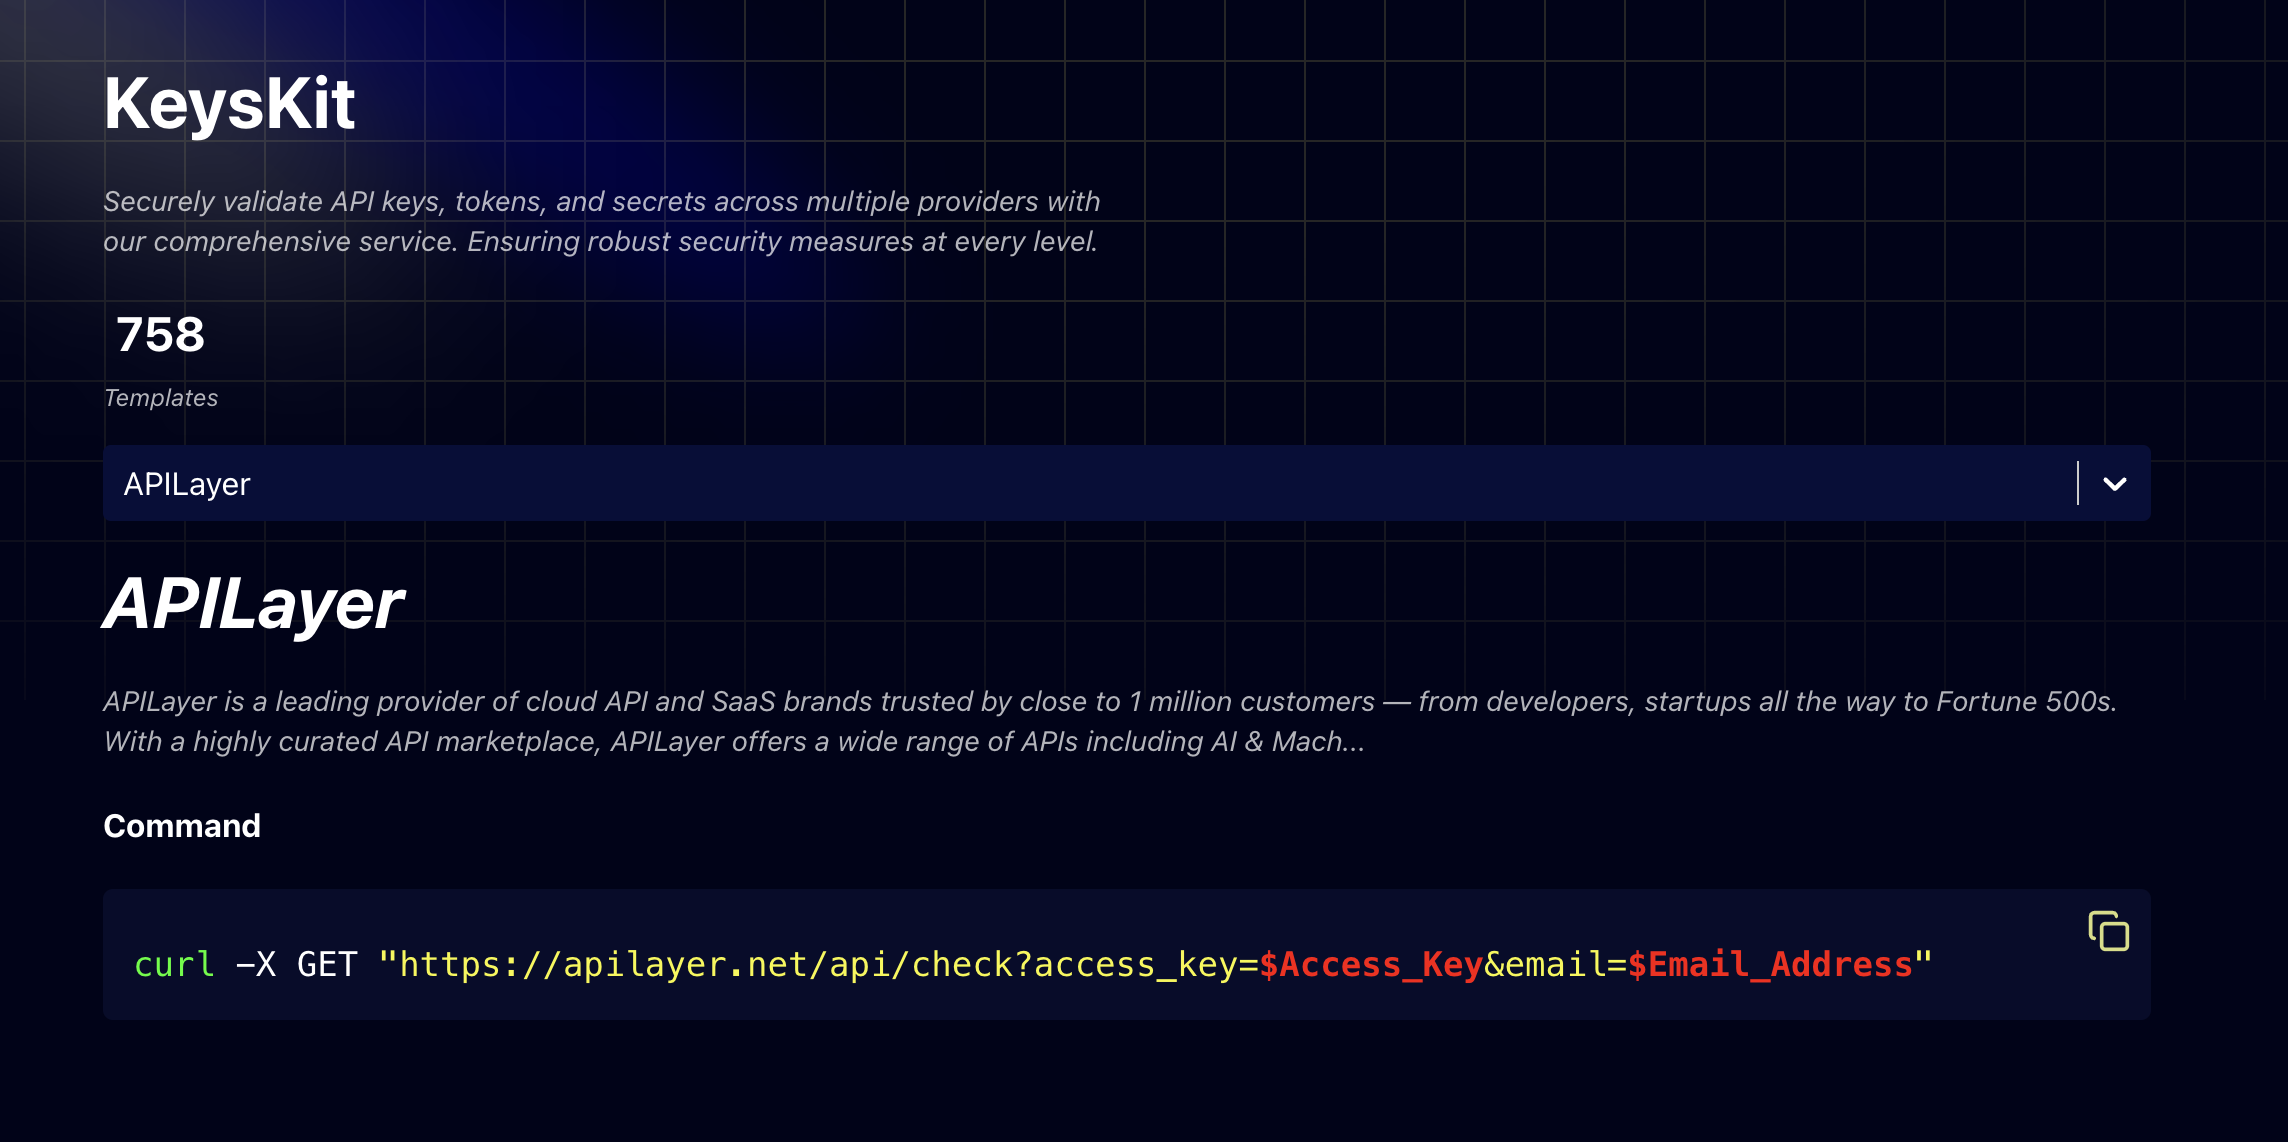 KeysKit
Securely validate API keys, tokens, and secrets across multiple providers with
our comprehensive service. Ensuring robust security measures at every level.
758
Templates
APILayer
APILayer
APILayer is a leading provider of cloud API and SaaS brands trusted by close to 1 million customers — from developers, startups all the way to Fortune 500s.
With a highly curated API marketplace, APILayer offers a wide range of APIs including AI & Mach...
Command
curl -X GET "https://apilayer.net/api/check?access_key=$Access_Key&email=$Email_Address"